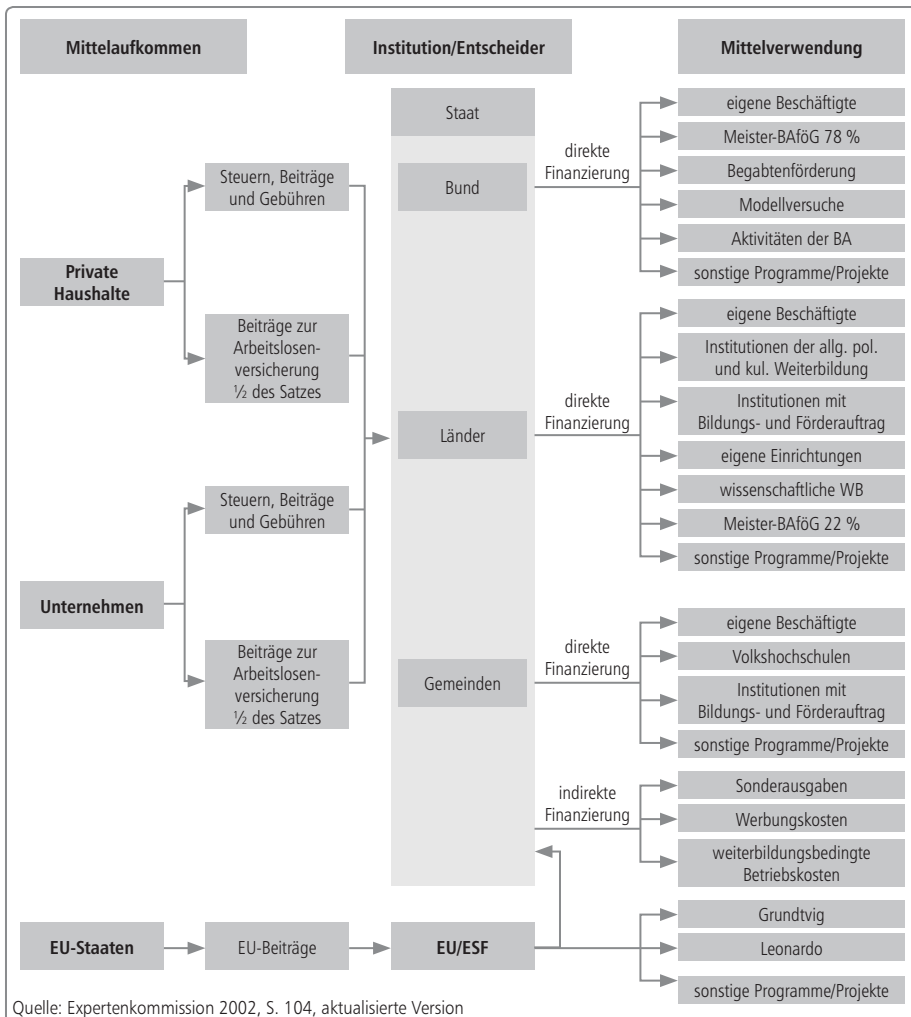 Mittelaufkommen
Institution/Entscheider
Mittelverwendung
Private
Haushalte
Steuern, Beiträge
und Gebühren
Beiträge zur
Arbeitslosen-
versicherung
½ des Satzes
Unternehmen
Steuern, Beiträge
und Gebühren
Beiträge zur
Arbeitslosen-
versicherung
½ des Satzes
Staat
Bund
direkte
Finanzierung
eigene Beschäftigte
Meister-BAföG 78 %
Begabtenförderung
Modellversuche
Aktivitäten der BA
sonstige Programme/Projekte
Länder
direkte
Finanzierung
eigene Beschäftigte
Institutionen der allg. pol.
und kul. Weiterbildung
Institutionen mit
Bildungs- und Förderauftrag
eigene Einrichtungen
wissenschaftliche WB
Meister-BAföG 22 %
sonstige Programme/Projekte
Gemeinden
direkte
Finanzierung
eigene Beschäftigte
Volkshochschulen
Institutionen mit
Bildungs- und Förderauftrag
sonstige Programme/Projekte
indirekte
Finanzierung
Sonderausgaben
Werbungskosten
weiterbildungsbedingte
Betriebskosten
EU-Staaten
EU-Beiträge
EU/ESF
Grundtvig
Leonardo
sonstige Programme/Projekte
Quelle: Expertenkommission 2002, S. 104, aktualisierte Version